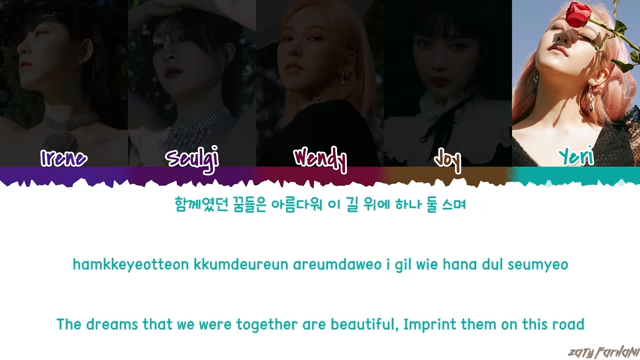 Irene Seulgi Wendy Joy Yeri
함께였던 꿈들은 아름다워 이 길 위에 하나 둘 스며
hamkkeyeotteon kkumdeureun areumdaweo i gil wie hana dul seumyeo
The dreams that we were together are beautiful, Imprint them on this road
ZaTy FarhaNi